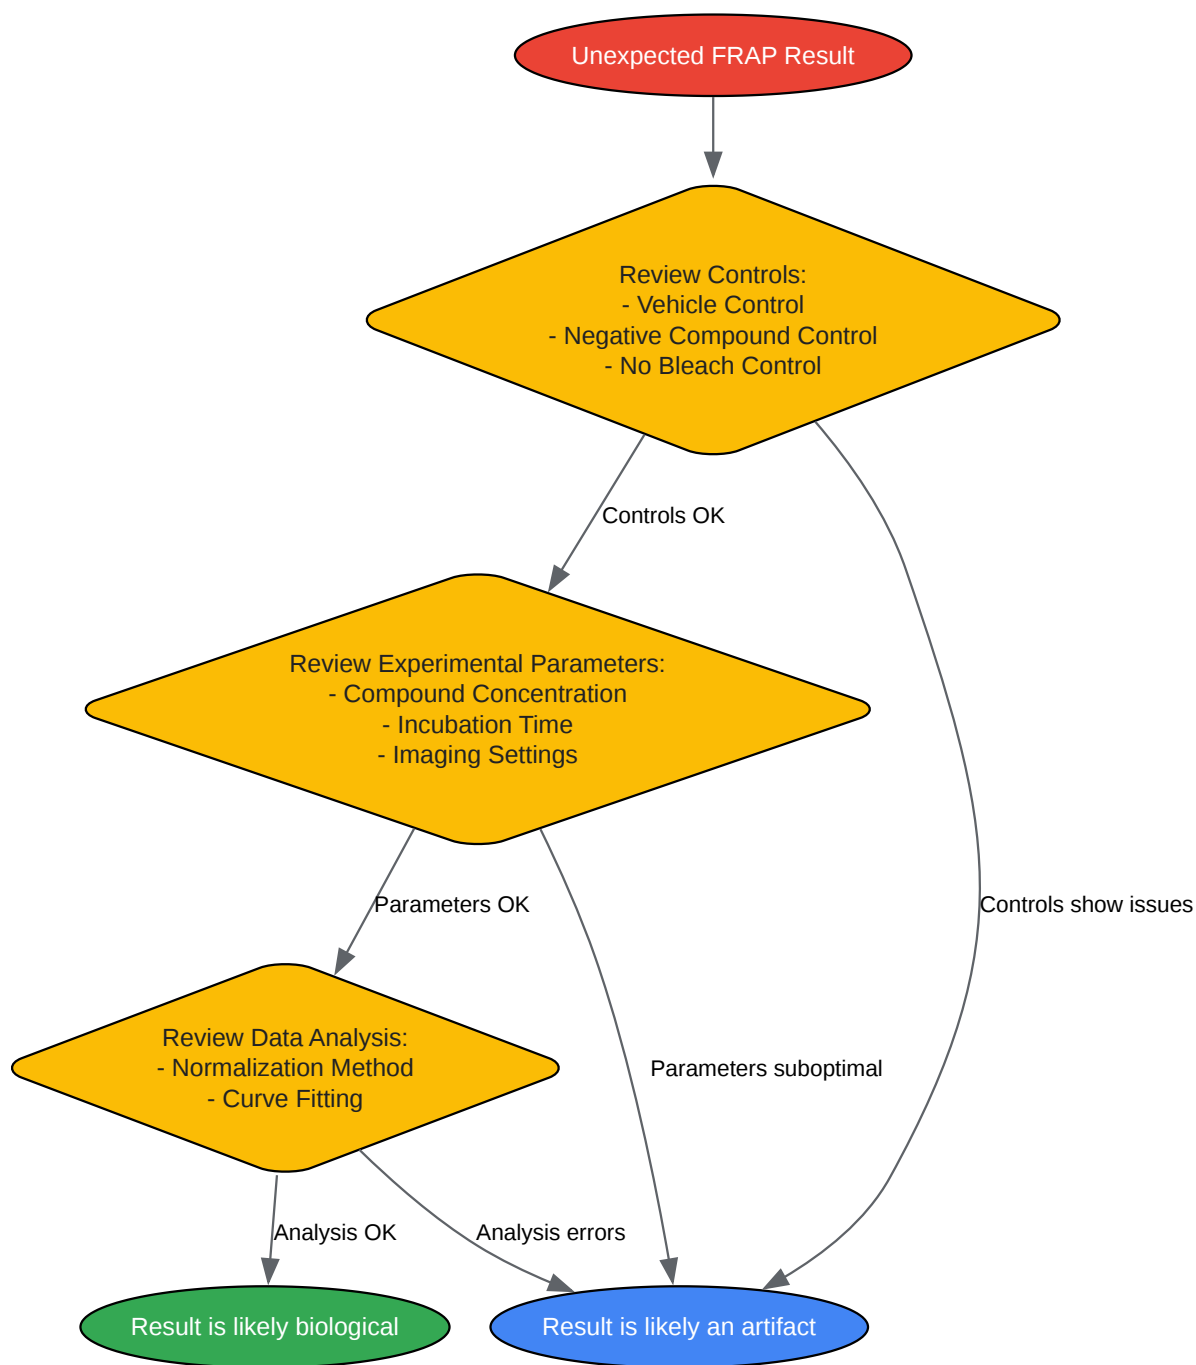 Unexpected FRAP Result
Review Controls:
- Vehicle Control
- Negative Compound Control
- No Bleach Control
Controls OK
Review Experimental Parameters:
- Compound Concentration
- Incubation Time
- Imaging Settings
Parameters OK
Controls show issues
Review Data Analysis:
- Normalization Method
- Curve Fitting
Parameters suboptimal
Analysis OK
Analysis errors
Result is likely biological
Result is likely an artifact